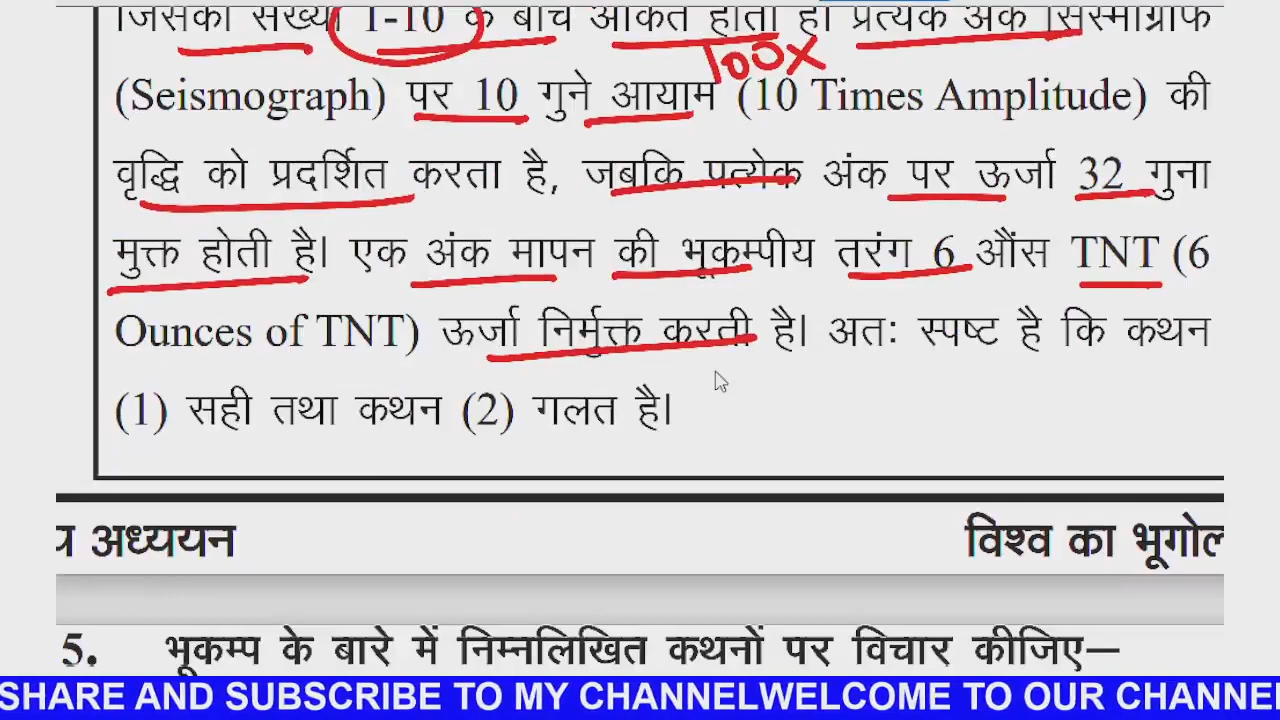 जिसकी संख्या 1-10 के बीच अंकित होता है। प्रत्येक अंक सिस्मोग्राफ
100X
(Seismograph) पर 10 गुने आयाम (10 Times Amplitude) की
वृद्धि को प्रदर्शित करता है, जबकि प्रत्येक अंक पर ऊर्जा 32 गुना
मुक्त होती है। एक अंक मापन की भूकम्पीय तरंग 6 औंस TNT (6
Ounces of TNT) ऊर्जा निर्मुक्त करती है। अतः स्पष्ट है कि कथन
(1) सही तथा कथन (2) गलत है।
य अध्ययन विश्व का भूगोल
5. भूकम्प के बारे में निम्नलिखित कथनों पर विचार कीजिए—
SHARE AND SUBSCRIBE TO MY CHANNELWELCOME TO OUR CHANNE